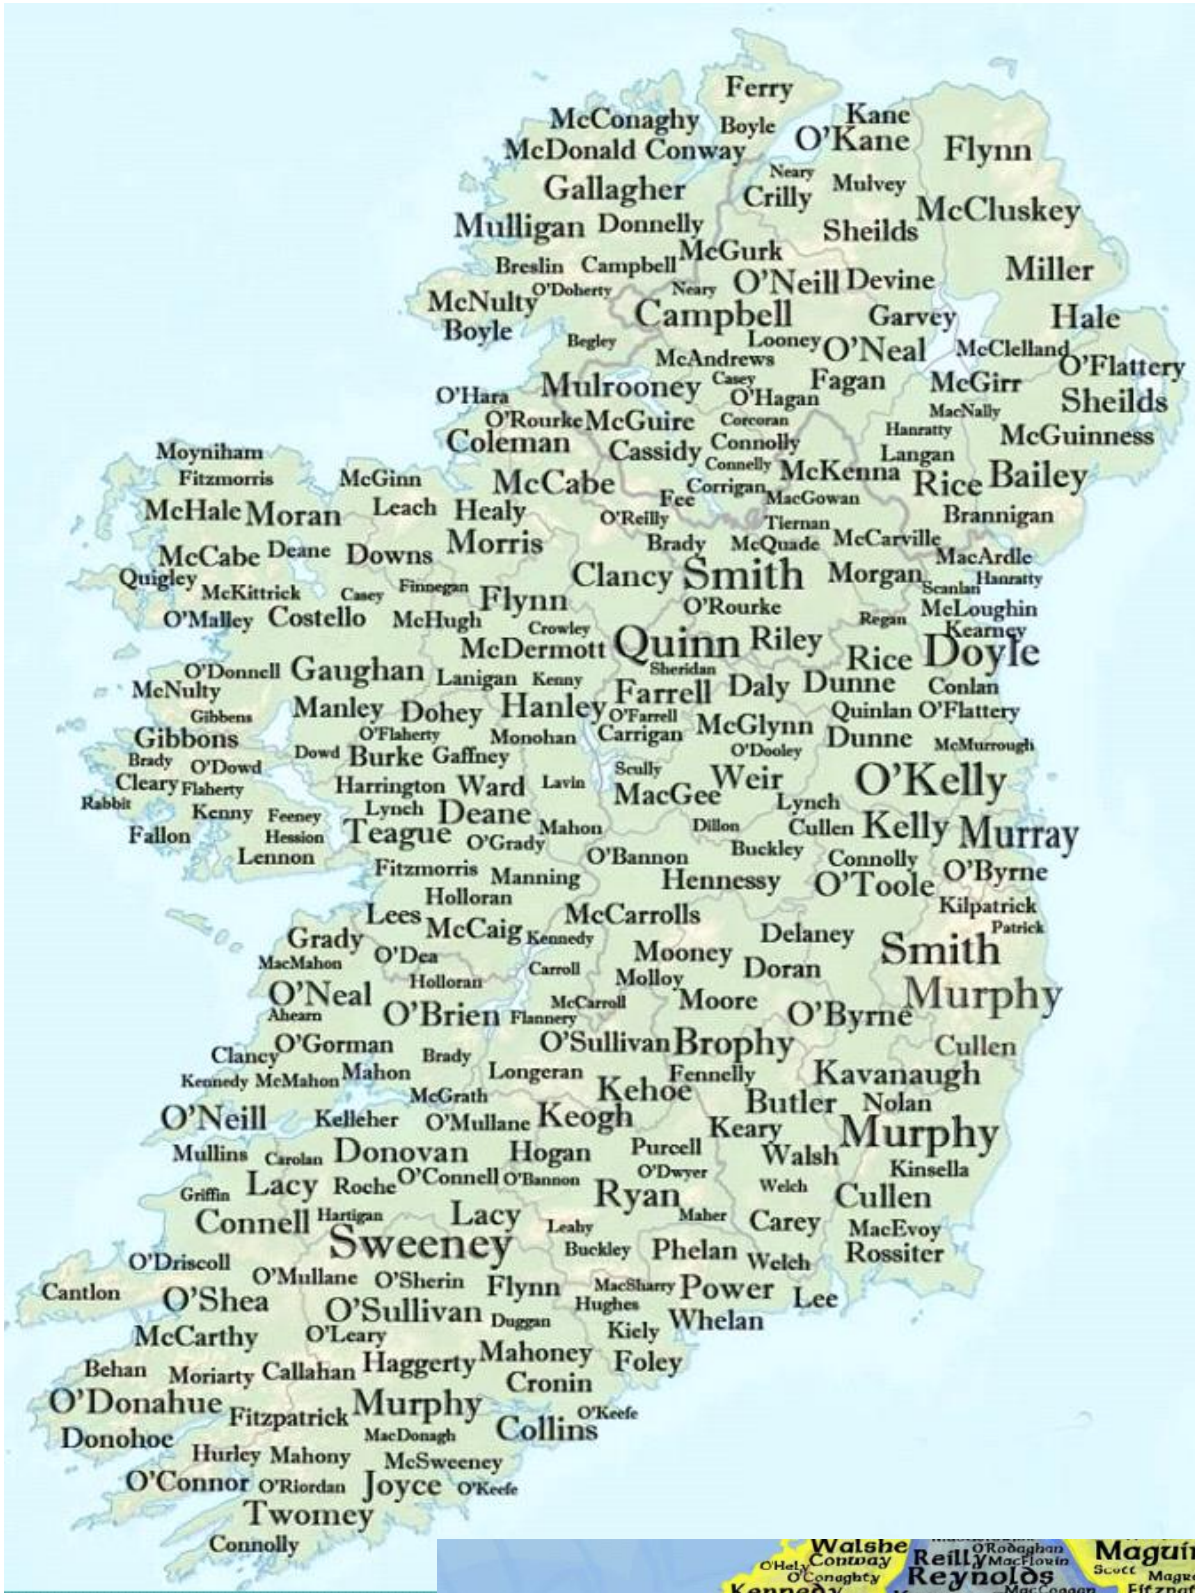 Ferry
Kane
McConaghy Boyle O'Kane Flynn
McDonald Conway
Neary
Gallagher Crilly Mulvey
McCluskey
Mulligan Donnelly Sheilds
McGurk
Breslin Campbell Miller
O'Doherty Neary O'Neill Devine
McNulty
Campbell Garvey Hale
Boyle
Begley Looney O'Neal McClelland
McAndrews O'Flattery
Mulrooney Casey Fagan McGirr
O'Hara O'Hagan Sheilds
O'Rourke McGuire Corcoran MacNally
Hanratty McGuinness
Coleman Cassidy Connolly
Moyniham Langan
Fitzmorris McGinn McCabe Connelly McKenna Rice Bailey
Corrigan
Fee MacGowan
McHale Moran Leach Healy O'Reilly Tiernan Brannigan
McCabe Deane Downs Morris Brady McQuade McCarville
MacArdle
Quigley Clancy Smith Morgan Hanratty
McKittrick Casey Finnegan Flynn Scanlan
O'Rourke McLoughin
O'Malley Costello McHugh Crowley Regan Kearney
McDermott Quinn Riley Rice Doyle
O'Donnell Gaughan Lanigan Kenny Sheridan
McNulty Farrell Daly Dunne Conlan
Gibbens Manley Dohey Hanley O'Farrell McGlynn Quinlan O'Flattery
Gibbons O'Flaherty Monohan Carrigan Dunne McMurrough
Brady O'Dowd Dowd Burke Gaffney O'Dooley
Cleary Flaherty Harrington Ward Lavin Scully Weir O'Kelly
Rabbit MacGee Lynch
Kenny Feeney Lynch Deane
Fallon Hession Teague O'Grady Mahon Dillon Cullen Kelly Murray
Lennon O'Bannon Buckley Connolly
Fitzmorris Manning Hennessy O'Toole O'Byrne
Holloran Kilpatrick
Lees McCaig McCarrolls Patrick
Grady Kennedy Delaney Smith
MacMahon O'Dea Mooney
Holloran Carroll Molloy Doran
O'Neal McCarroll Moore Murphy
Ahearn O'Brien Flannery O'Byrne
Clancy O'Gorman Brady O'Sullivan Brophy Cullen
Kennedy McMahon Mahon Longeran Fennelly Kavanaugh
McGrath Kehoe
O'Neill Kelleher O'Mullane Keogh Butler Nolan
Keary Murphy
Mullins Carolan Donovan Hogan Purcell Walsh
Griffin Lacy Roche O'Connell O'Bannon O'Dwyer Kinsella
Ryan Welch Cullen
Connell Hartigan Lacy Leahy Maher Carey MacEvoy
Sweeney Buckley Phelan Welch Rossiter
O'Driscoll
Cantlon O'Mullane O'Sherin Flynn MacSharry Power Lee
O'Shea O'Sullivan Duggan Hughes
McCarthy O'Leary Kiely Whelan
Behan Moriarty Callahan Haggerty Mahoney Foley
Cronin
O'Donahue Fitzpatrick Murphy O'Keefe
Donohoe MacDonagh Collins
Hurley Mahony McSweeney
O'Connor O'Riordan Joyce O'Keefe
Twomey
Connolly
Walshe O'Rodaghan
O'Hely Conway Reilly MacFlorin
O'Conaghty Reynolds Scott
Kennedy